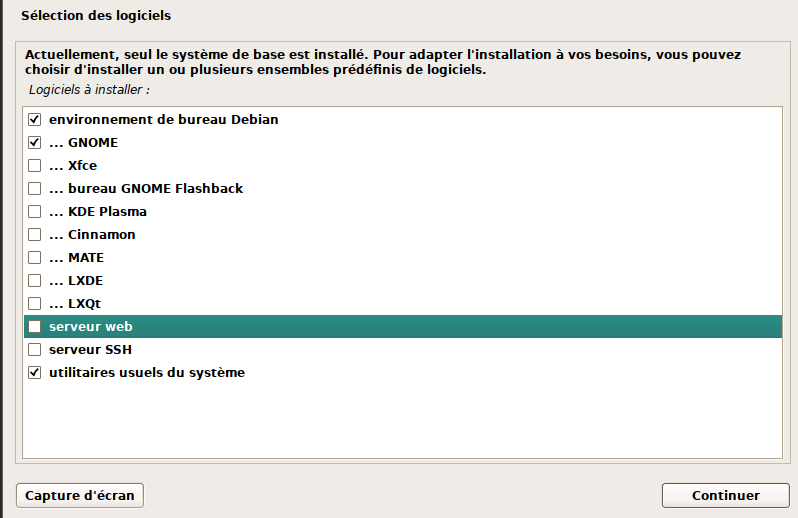 Sélection des logiciels
Actuellement, seul le système de base est installé. Pour adapter l'installation à vos besoins, vous pouvez
choisir d'installer un ou plusieurs ensembles prédéfinis de logiciels.
Logiciels à installer :
environnement de bureau Debian
... GNOME
... Xfce
... bureau GNOME Flashback
... KDE Plasma
... Cinnamon
... MATE
... LXDE
... LXQt
serveur web
serveur SSH
utilitaires usuels du système
Capture d'écran
Continuer